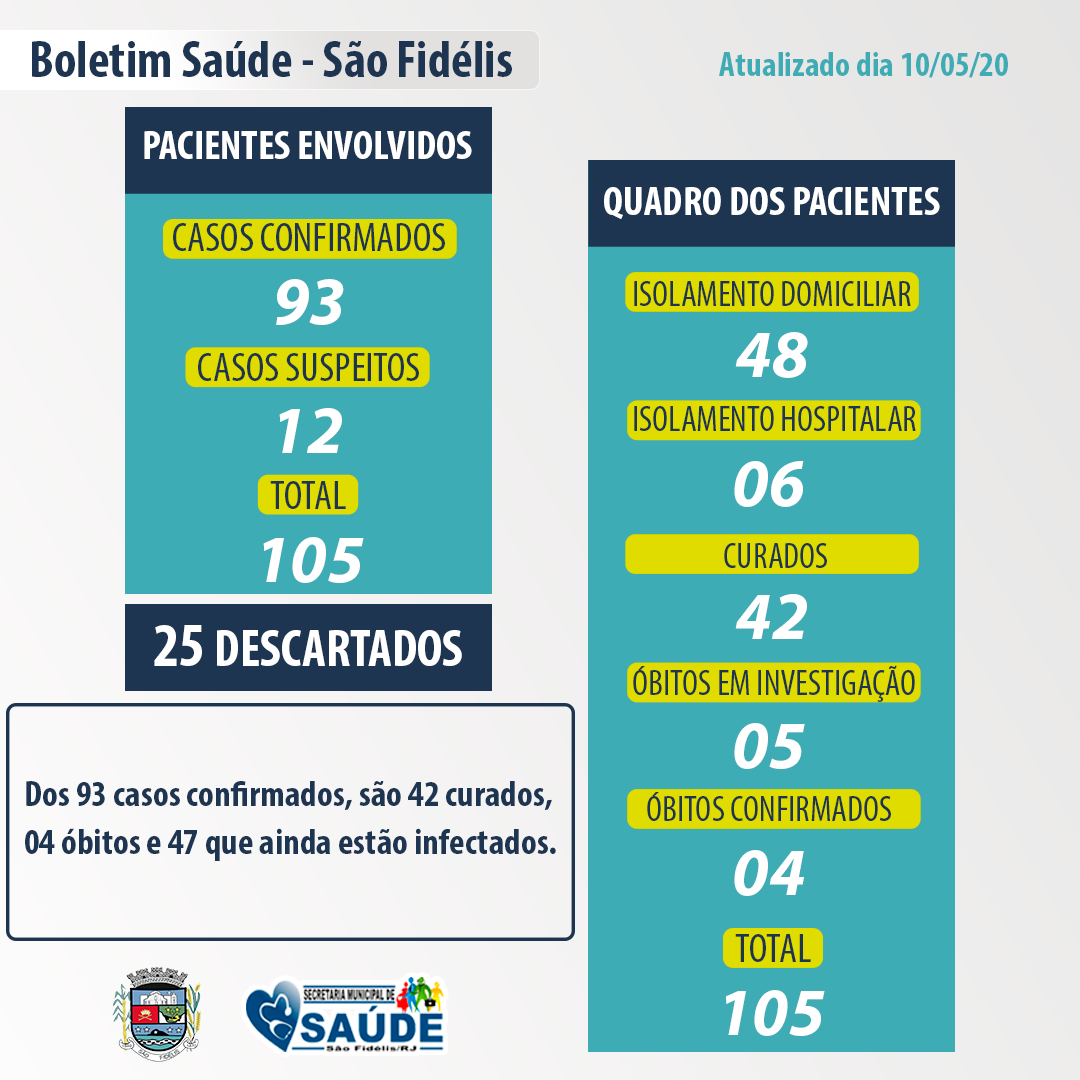 Boletim Saúde - São Fidélis
Atualizado dia 10/05/20
PACIENTES ENVOLVIDOS
CASOS CONFIRMADOS
93
CASOS SUSPEITOS
12
TOTAL
105
25 DESCARTADOS
Dos 93 casos confirmados, são 42 curados,
04 óbitos e 47 que ainda estão infectados.
QUADRO DOS PACIENTES
ISOLAMENTO DOMICILIAR
48
ISOLAMENTO HOSPITALAR
06
CURADOS
42
ÓBITOS EM INVESTIGAÇÃO
05
ÓBITOS CONFIRMADOS
04
TOTAL
105
SÃO FIDÉLIS
SECRETARIA MUNICIPAL DE
SAÚDE
São Fidélis/RJ